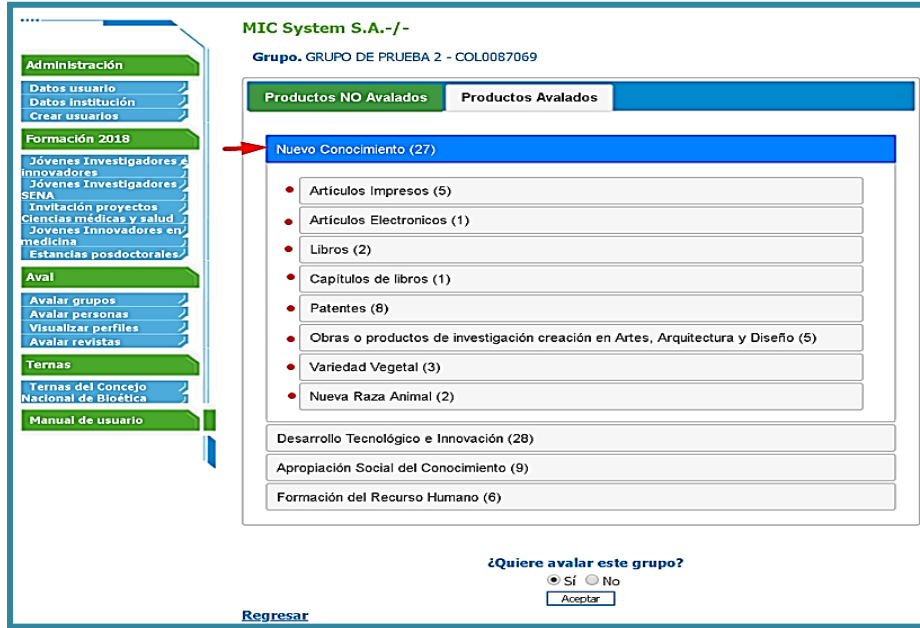 MIC System S.A.-/-
Grupo. GRUPO DE PRUEBA 2 - COL0087069
Administración
Datos usuario
Datos institución
Crear usuarios
Formación 2018
Jóvenes Investigadores e
innovadores
Jóvenes Investigadores
SENA
Invitación proyectos
Ciencias médicas y salud
Jovenes Innovadores en
medicina
Estancias posdoctorales
Aval
Avalar grupos
Avalar personas
Visualizar perfiles
Avalar revistas
Ternas
Ternas del Concejo
Nacional de Bioética
Manual de usuario
Productos NO Avalados Productos Avalados
Nuevo Conocimiento (27)
Artículos Impresos (5)
Artículos Electronicos (1)
Libros (2)
Capítulos de libros (1)
Patentes (8)
Obras o productos de investigación creación en Artes, Arquitectura y Diseño (5)
Variedad Vegetal (3)
Nueva Raza Animal (2)
Desarrollo Tecnológico e Innovación (28)
Apropiación Social del Conocimiento (9)
Formación del Recurso Humano (6)
¿Quiere avalar este grupo?
Sí No
Aceptar
Regresar